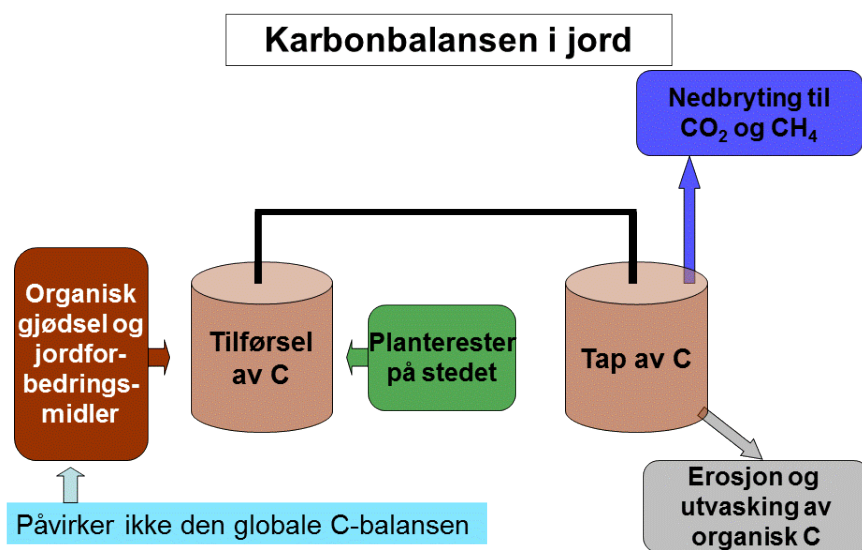 Karbonbalansen i jord
Nedbryting til
CO₂ og CH₄
Organisk
gjødsel og
jordfor-
bedrings-
midler
Tilførsel
av C
Planterester
på stedet
Tap av C
Erosjon og
utvasking av
organisk C
Påvirker ikke den globale C-balansen